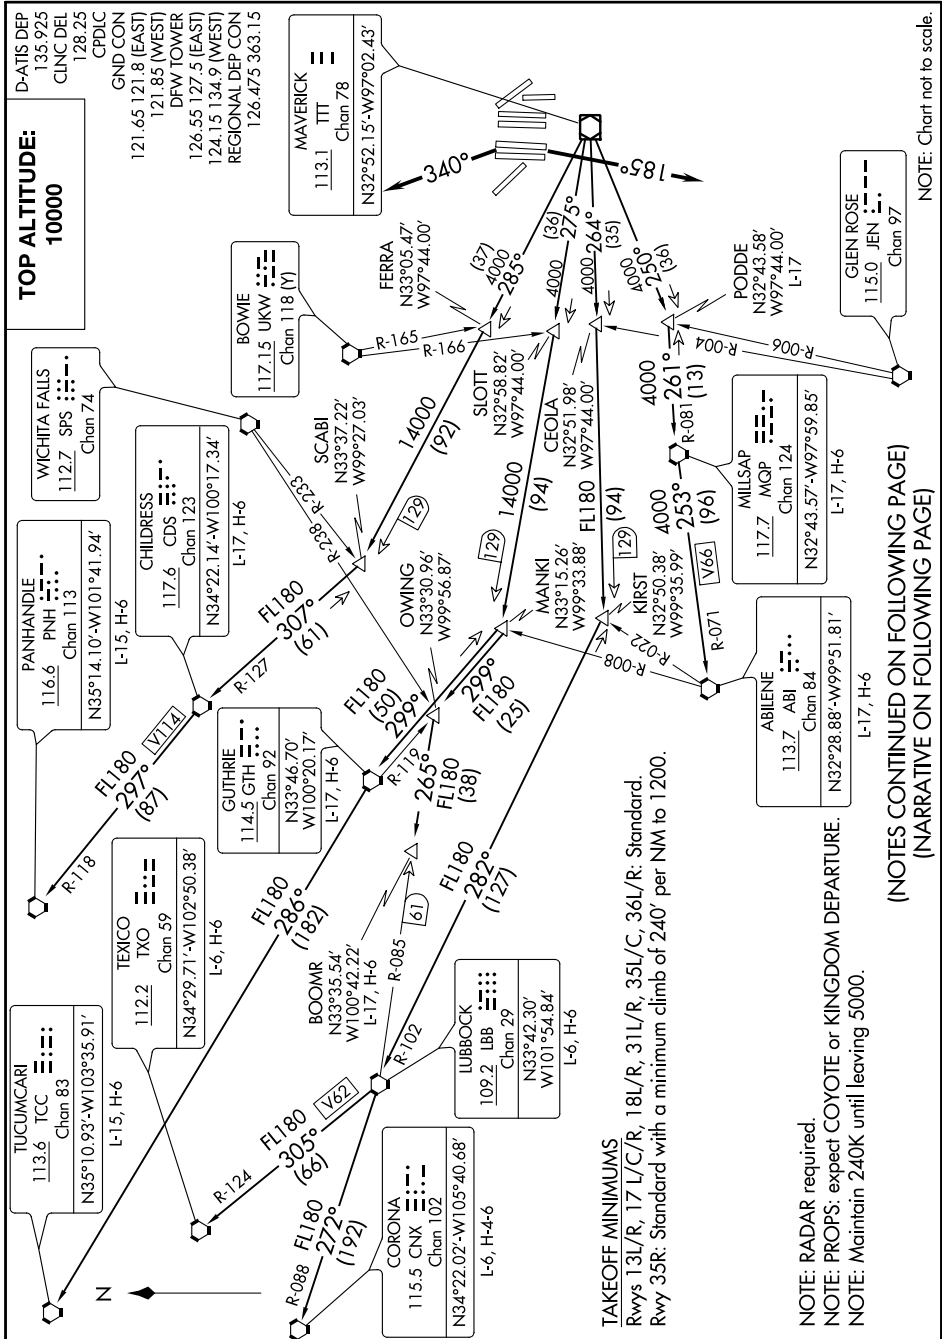 TOP ALTITUDE:
10000
D-ATIS DEP
135.925
CLNC DEL
128.25
CPDLC
GND CON
121.65 121.8 (EAST)
121.85 (WEST)
DFW TOWER
126.55 127.5 (EAST)
124.15 134.9 (WEST)
REGIONAL DEP CON
126.475 363.15
TUCUMCARI
113.6 TCC
Chan 83
N35°10.93'-W103°35.91'
L-15, H-6
PANHANDLE
116.6 PNH
Chan 113
N35°14.10'-W101°41.94'
L-15, H-6
WICHITA FALLS
112.7 SPS
Chan 74
TEXICO
112.2 TXO
Chan 59
N34°29.71'-W102°50.38'
L-6, H-6
CHILDRESS
117.6 CDS
Chan 123
N34°22.14'-W100°17.34'
L-17, H-6
BOWIE
117.15 UKW
Chan 118 (Y)
MAVERICK
113.1 TTT
Chan 78
N32°52.15'-W97°02.43'
GUTHRIE
114.5 GTH
Chan 92
N33°46.70'
W100°20.17'
L-17, H-6
CORONA
115.5 CNX
Chan 102
N34°22.02'-W105°40.68'
L-6, H-4-6
LUBBOCK
109.2 LBB
Chan 29
N33°42.30'
W101°54.84'
L-6, H-6
ABILENE
113.7 ABI
Chan 84
N32°28.88'-W99°51.81'
L-17, H-6
MILLSAP
117.7 MQP
Chan 124
N32°43.57'-W97°59.85'
L-17, H-6
GLEN ROSE
115.0 JEN
Chan 97
FERRA
N33°05.47'
W97°44.00'
SLOTT
N32°58.82'
W97°44.00'
CEOLA
N32°51.98'
W97°44.00'
PODDE
N32°43.58'
W97°44.00'
L-17
SCABI
N33°37.22'
W99°27.03'
OWING
N33°30.96'
W99°56.87'
MANKI
N33°15.26'
W99°33.88'
KIRST
N32°50.38'
W99°35.99'
BOOMR
N33°35.54'
W100°42.22'
L-17, H-6
N
R-118
FL180
297°
(87)
V114
R-127
FL180
307°
(61)
R-238
R-233
129
14000
(92)
R-165
R-166
4000
285°
(37)
4000
275°
(36)
4000
264°
(35)
4000
250°
(36)
340°
185°
FL180
286°
(182)
FL180
(50)
299°
R-119
299°
FL180
(25)
265°
FL180
(38)
129
14000
(94)
FL180
(94)
129
R-085
61
FL180
282°
(127)
R-102
R-124
FL180
305°
(66)
V62
R-088
FL180
272°
(192)
R-008
R-022
R-071
V66
4000
253°
(96)
R-081
4000
261°
(13)
R-004
R-006
TAKEOFF MINIMUMS
Rwys 13L/R, 17 L/C/R, 18L/R, 31L/R, 35L/C, 36L/R: Standard.
Rwy 35R: Standard with a minimum climb of 240' per NM to 1200.
NOTE: RADAR required.
NOTE: PROPS: expect COYOTE or KINGDOM DEPARTURE.
NOTE: Maintain 240K until leaving 5000.
(NOTES CONTINUED ON FOLLOWING PAGE)
(NARRATIVE ON FOLLOWING PAGE)
NOTE: Chart not to scale.